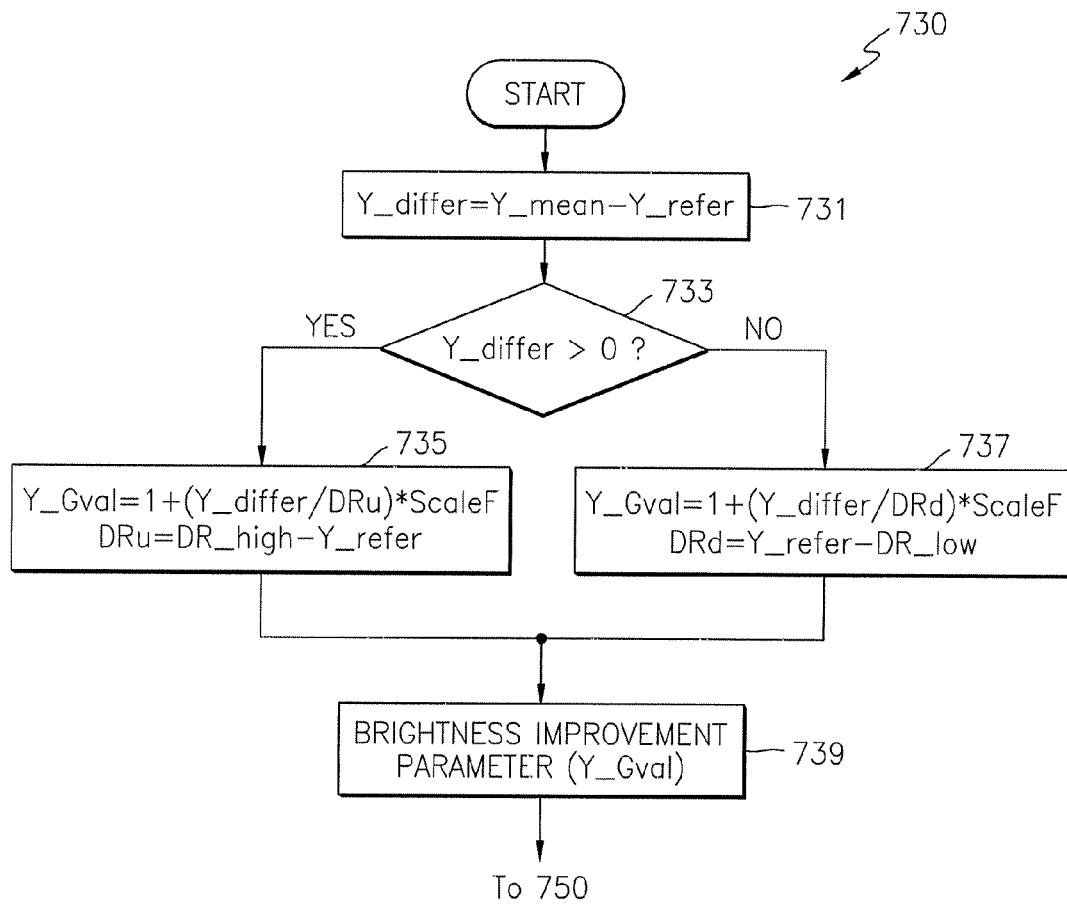 730
START
Y_differ=Y_mean-Y_refer
731
733
YES
Y_differ > 0 ?
NO
735
Y_Gval=1+(Y_differ/DRu)*ScaleF
DRu=DR_high-Y_refer
737
Y_Gval=1+(Y_differ/DRd)*ScaleF
DRd=Y_refer-DR_low
BRIGHTNESS IMPROVEMENT
PARAMETER (Y_Gval)
739
To 750